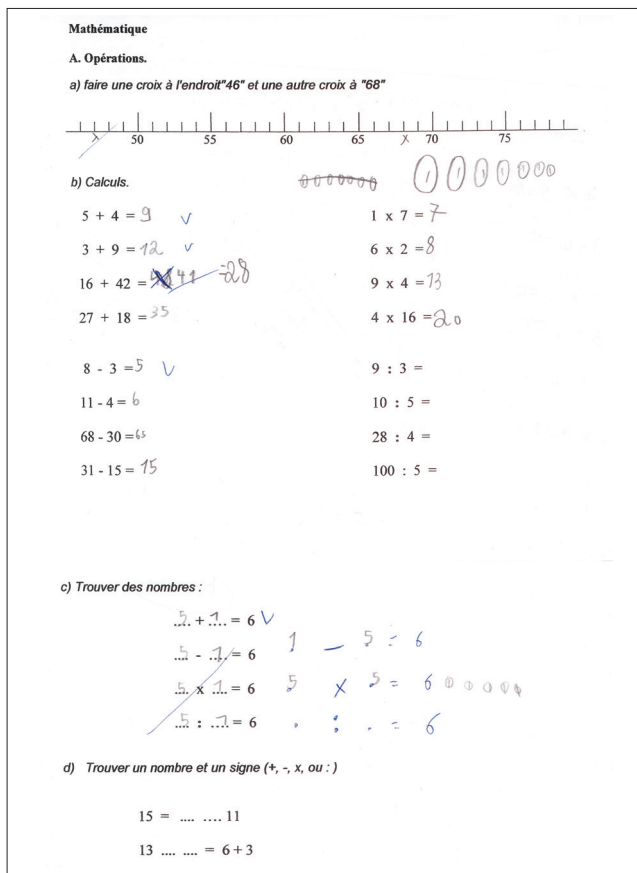 Mathématique
A. Opérations.
a) faire une croix à l'endroit"46" et une autre croix à "68"
50 55 60 65 70 75
b) Calculs.
5 + 4 = 9 1 x 7 = 7
3 + 9 = 12 6 x 2 = 8
16 + 42 = 41 = 28 9 x 4 = 13
27 + 18 = 35 4 x 16 = 20
8 - 3 = 5 9 : 3 =
11 - 4 = 6 10 : 5 =
68 - 30 = 65 28 : 4 =
31 - 15 = 15 100 : 5 =
c) Trouver des nombres :
5 + 1 = 6
5 - 1 = 6 1 - 5 = 6
5 x 1 = 6 5 x 5 = 6
5 : 1 = 6 . : . = 6
d) Trouver un nombre et un signe (+, -, x, ou : )
15 = .... .... 11
13 .... .... = 6 + 3